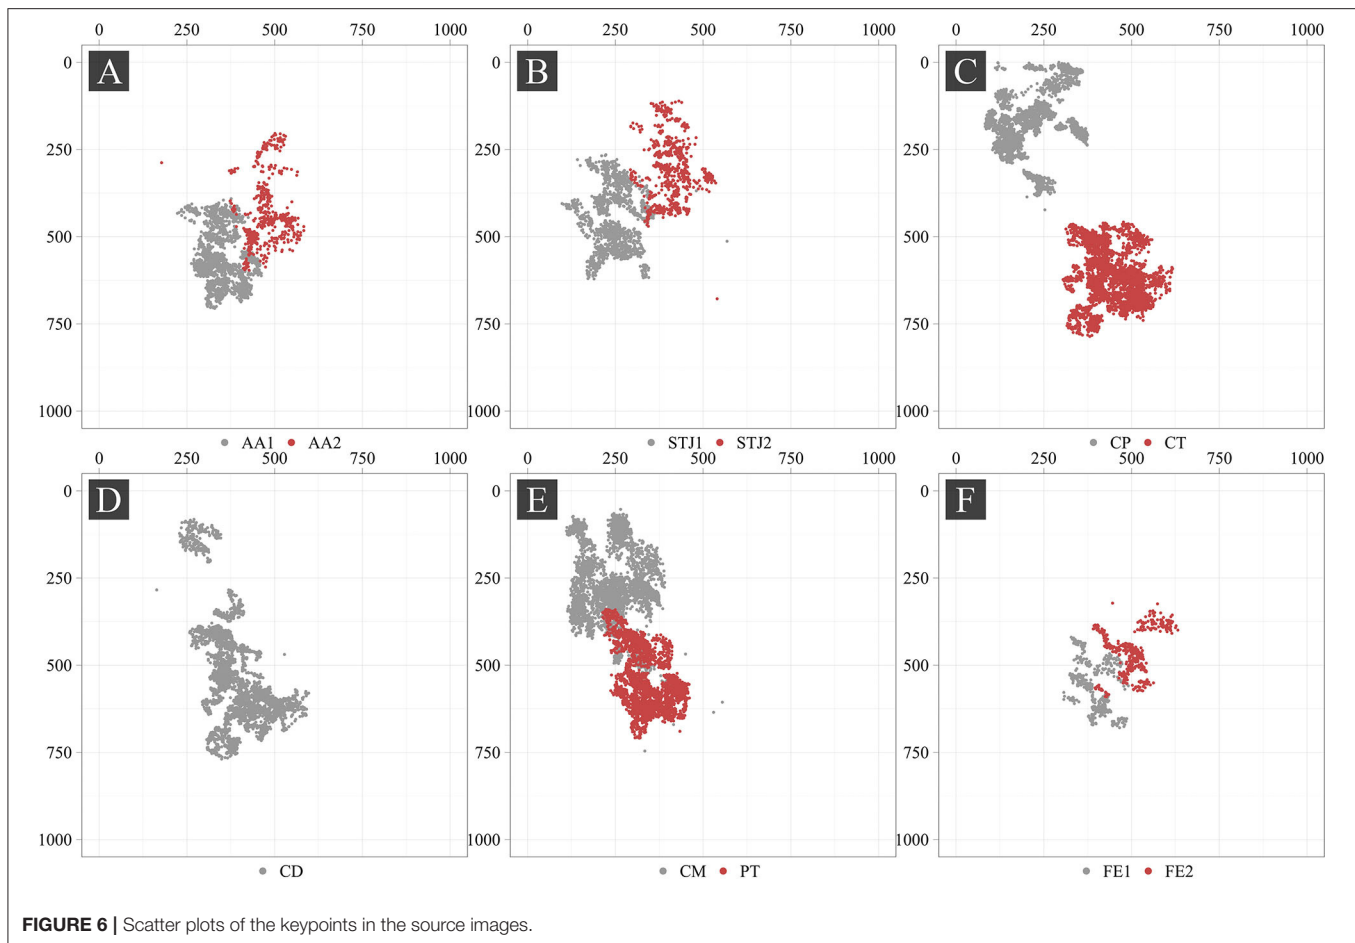 0 250 500 750 1000 0 250 500 750 1000 0 250 500 750 1000
A B C
0 0 0
250 250 250
500 500 500
750 750 750
1000 1000 1000
AA1 AA2 STJ1 STJ2 CP CT
0 250 500 750 1000 0 250 500 750 1000 0 250 500 750 1000
D E F
0 0 0
250 250 250
500 500 500
750 750 750
1000 1000 1000
CD CM PT FE1 FE2
FIGURE 6 | Scatter plots of the keypoints in the source images.